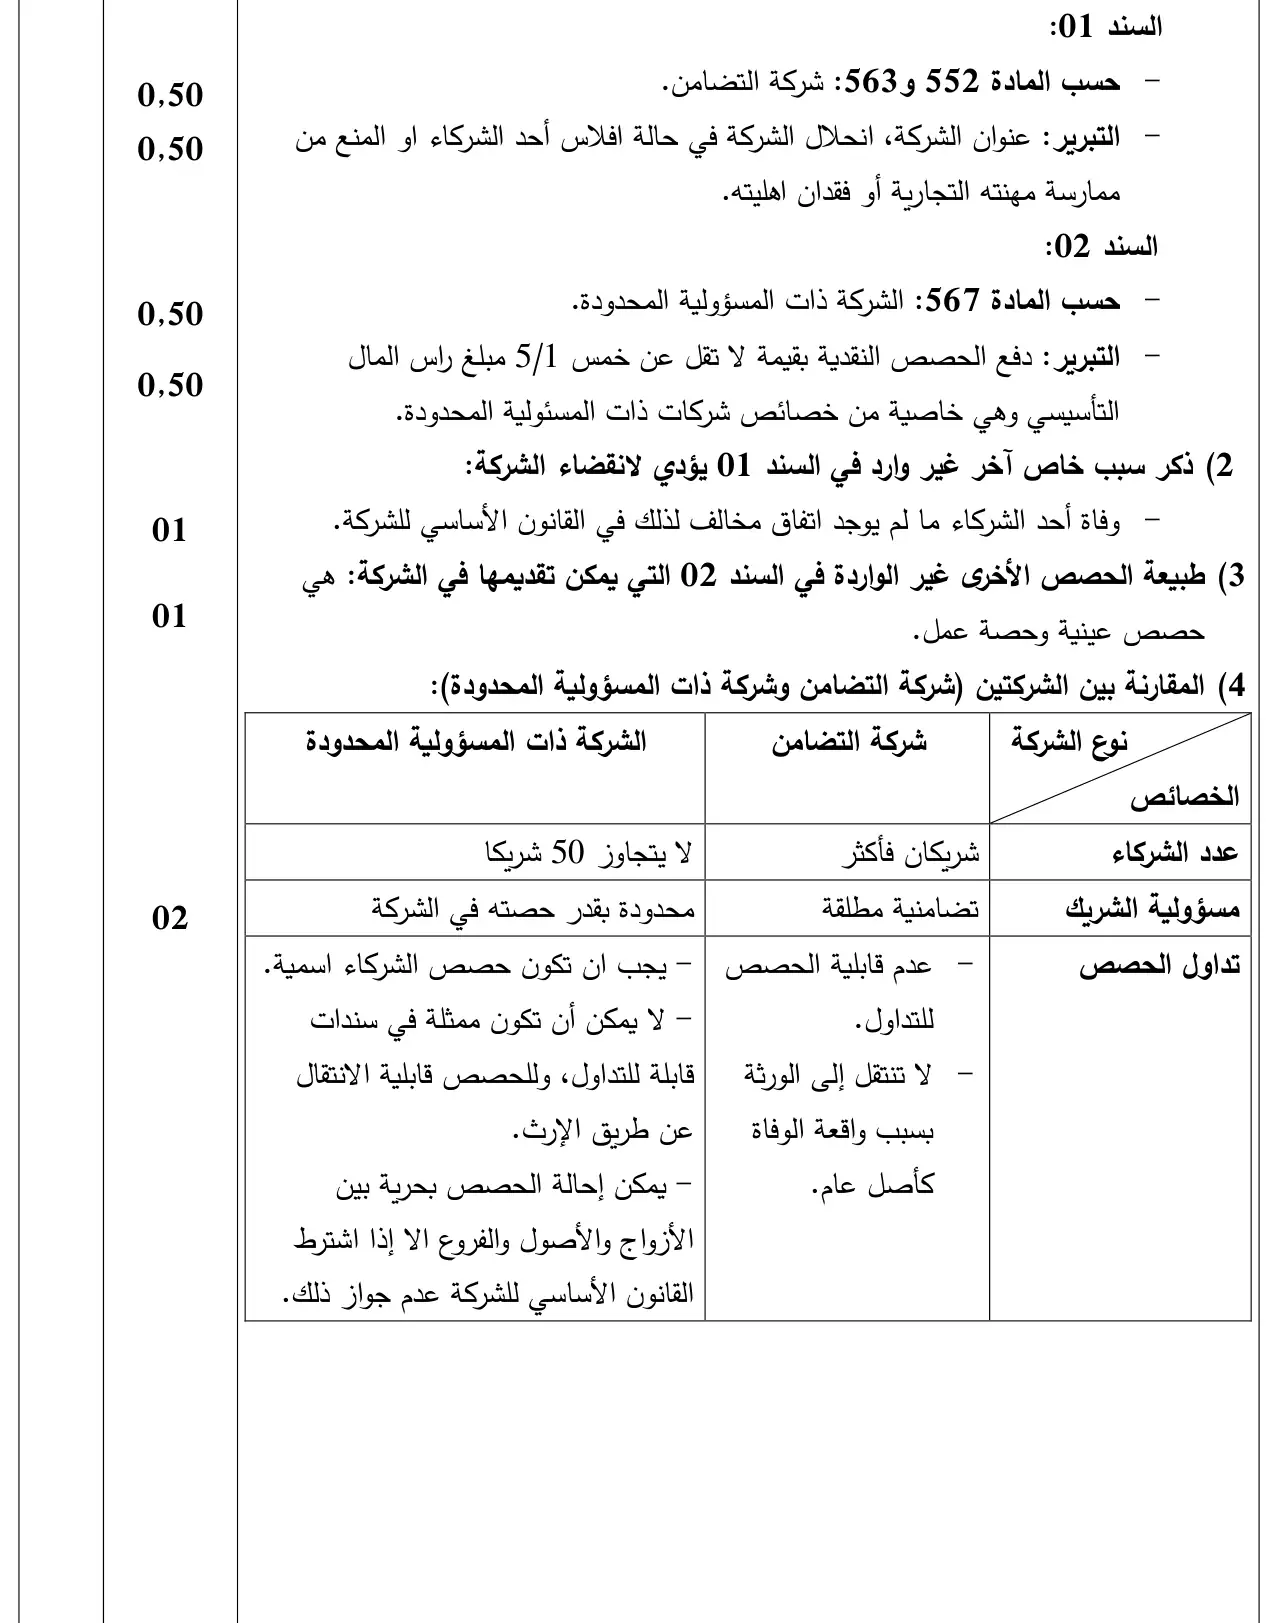 السند 01:
- حسب المادة 552 و563: شركة التضامن.
0,50
- التبرير: عنوان الشركة، انحلال الشركة في حالة افلاس أحد الشركاء او المنع من
0,50
ممارسة مهنته التجارية أو فقدان اهليته.
السند 02:
- حسب المادة 567: الشركة ذات المسؤولية المحدودة.
0,50
- التبرير: دفع الحصص النقدية بقيمة لا تقل عن خمس 5/1 مبلغ راس المال
0,50
التأسيسي وهي خاصية من خصائص شركات ذات المسئولية المحدودة.
2) ذكر سبب خاص آخر غير وارد في السند 01 يؤدي لانقضاء الشركة:
- وفاة أحد الشركاء ما لم يوجد اتفاق مخالف لذلك في القانون الأساسي للشركة.
01
3) طبيعة الحصص الأخرى غير الواردة في السند 02 التي يمكن تقديمها في الشركة: هي
01
حصص عينية وحصة عمل.
4) المقارنة بين الشركتين (شركة التضامن وشركة ذات المسؤولية المحدودة):
نوع الشركة
الخصائص
شركة التضامن
الشركة ذات المسؤولية المحدودة
عدد الشركاء
شريكان فأكثر
لا يتجاوز 50 شريكا
مسؤولية الشريك
تضامنية مطلقة
محدودة بقدر حصته في الشركة
02
تداول الحصص
- عدم قابلية الحصص
للتداول.
- لا تنتقل إلى الورثة
بسبب واقعة الوفاة
كأصل عام.
- يجب ان تكون حصص الشركاء اسمية.
- لا يمكن أن تكون ممثلة في سندات
قابلة للتداول، وللحصص قابلية الانتقال
عن طريق الإرث.
- يمكن إحالة الحصص بحرية بين
الأزواج والأصول والفروع الا إذا اشترط
القانون الأساسي للشركة عدم جواز ذلك.